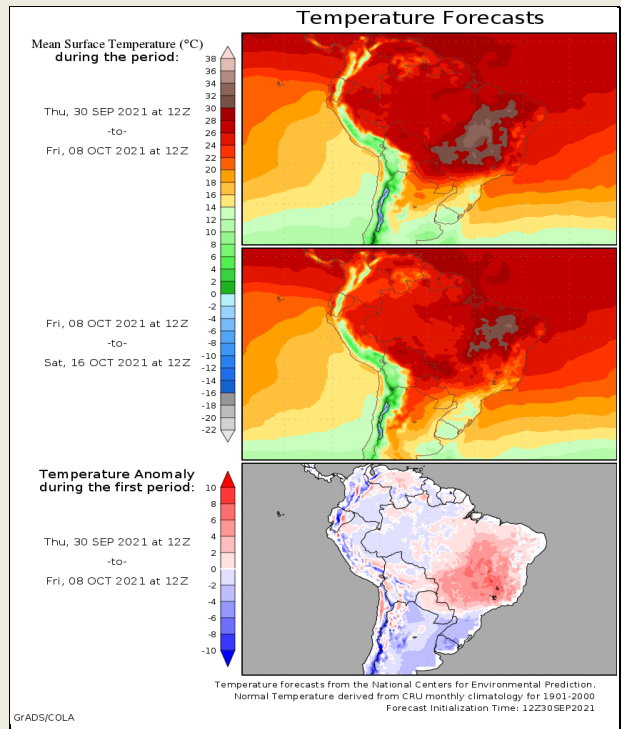 Temperature Forecasts
Mean Surface Temperature (°C)
during the period:
Thu, 30 SEP 2021 at 12Z
-to-
Fri, 08 OCT 2021 at 12Z
38
36
34
32
30
28
26
24
22
20
18
16
14
12
10
8
6
4
2
0
-2
-4
-6
-8
-10
-12
-14
-16
-18
-20
-22
Fri, 08 OCT 2021 at 12Z
-to-
Sat, 16 OCT 2021 at 12Z
Temperature Anomaly
during the first period:
Thu, 30 SEP 2021 at 12Z
-to-
Fri, 08 OCT 2021 at 12Z
10
8
6
4
2
0
-2
-4
-6
-8
-10
Temperature forecasts from the National Centers for Environmental Prediction.
Normal Temperature derived from CRU monthly climatology for 1901-2000
Forecast Initialization Time: 12Z30SEP2021
GrADS/COLA